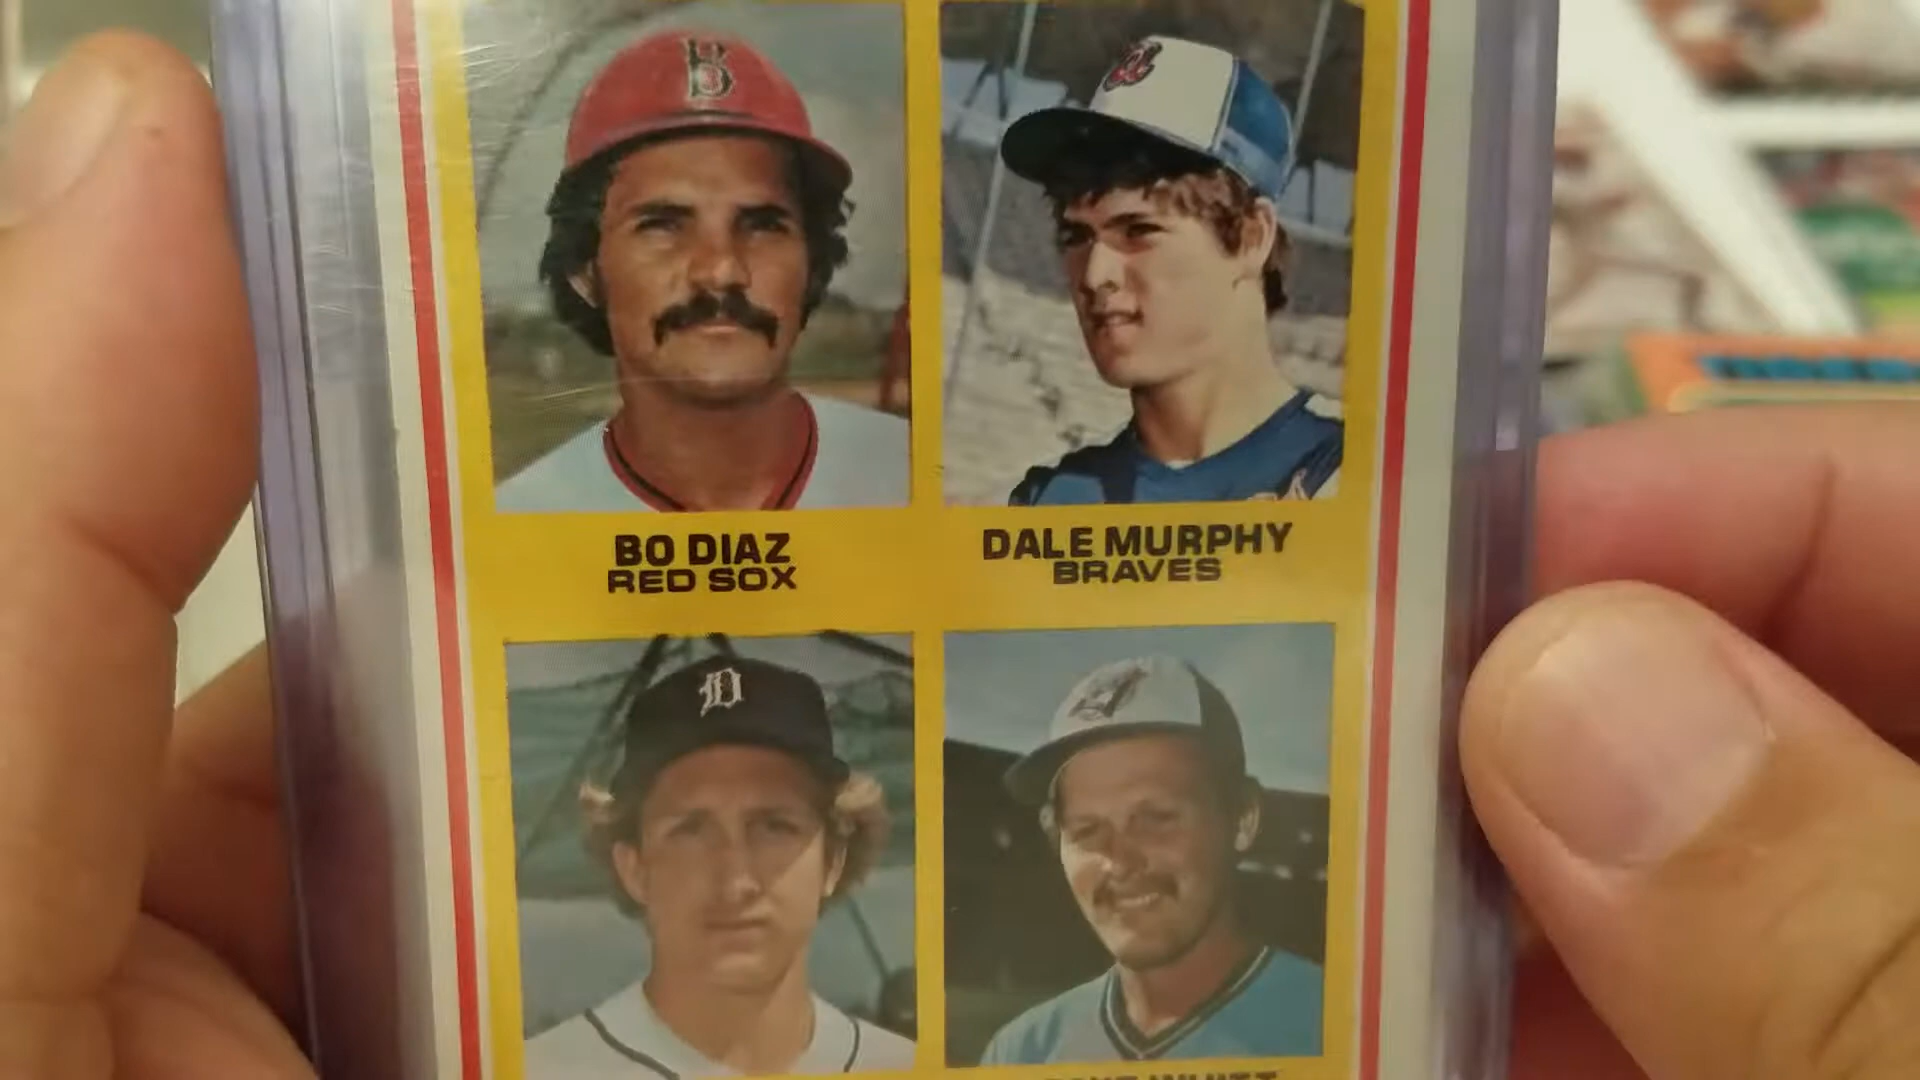 B
BO DIAZ
RED SOX
DALE MURPHY
BRAVES
D